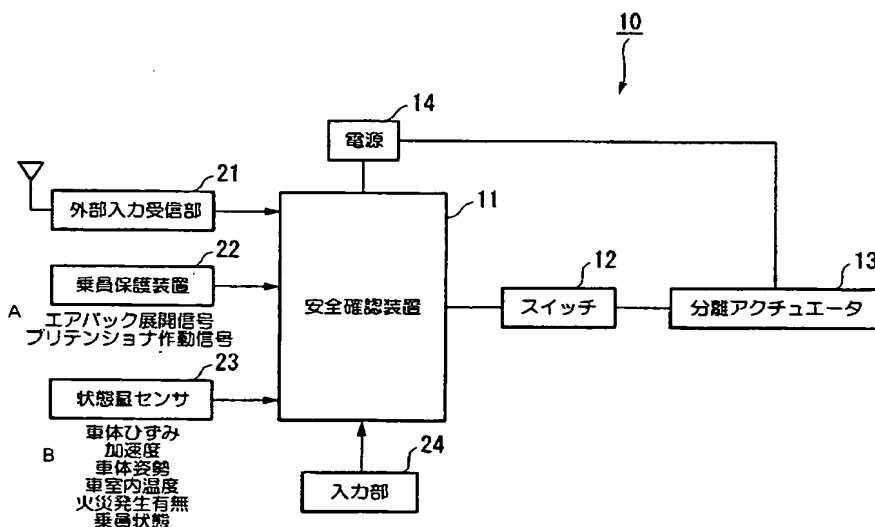 10
14
電源
21
外部入力受信部
11
22
乗員保護装置
12
13
安全確認装置
スイッチ
分離アクチュエータ
A
エアバック展開信号
プリテンショナ作動信号
23
状態量センサ
B
車体ひずみ
加速度
車体姿勢
車室内温度
火災発生有無
乗員状態
24
入力部